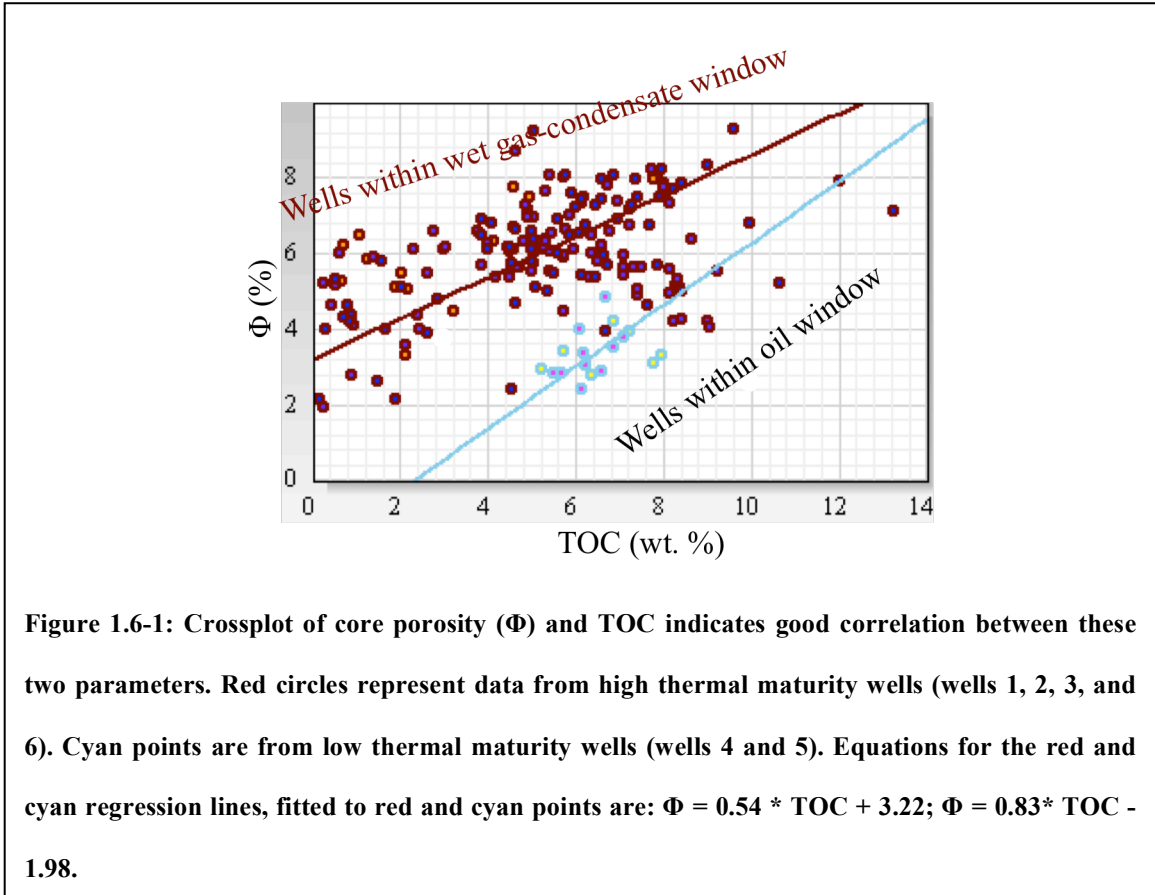 Wells within wet gas-condensate window
8
6
4
2
0
Φ (%)
Wells within oil window
0 2 4 6 8 10 12 14
TOC (wt. %)
Figure 1.6-1: Crossplot of core porosity (Φ) and TOC indicates good correlation between these
two parameters. Red circles represent data from high thermal maturity wells (wells 1, 2, 3, and
6). Cyan points are from low thermal maturity wells (wells 4 and 5). Equations for the red and
cyan regression lines, fitted to red and cyan points are: Φ = 0.54 * TOC + 3.22; Φ = 0.83* TOC -
1.98.